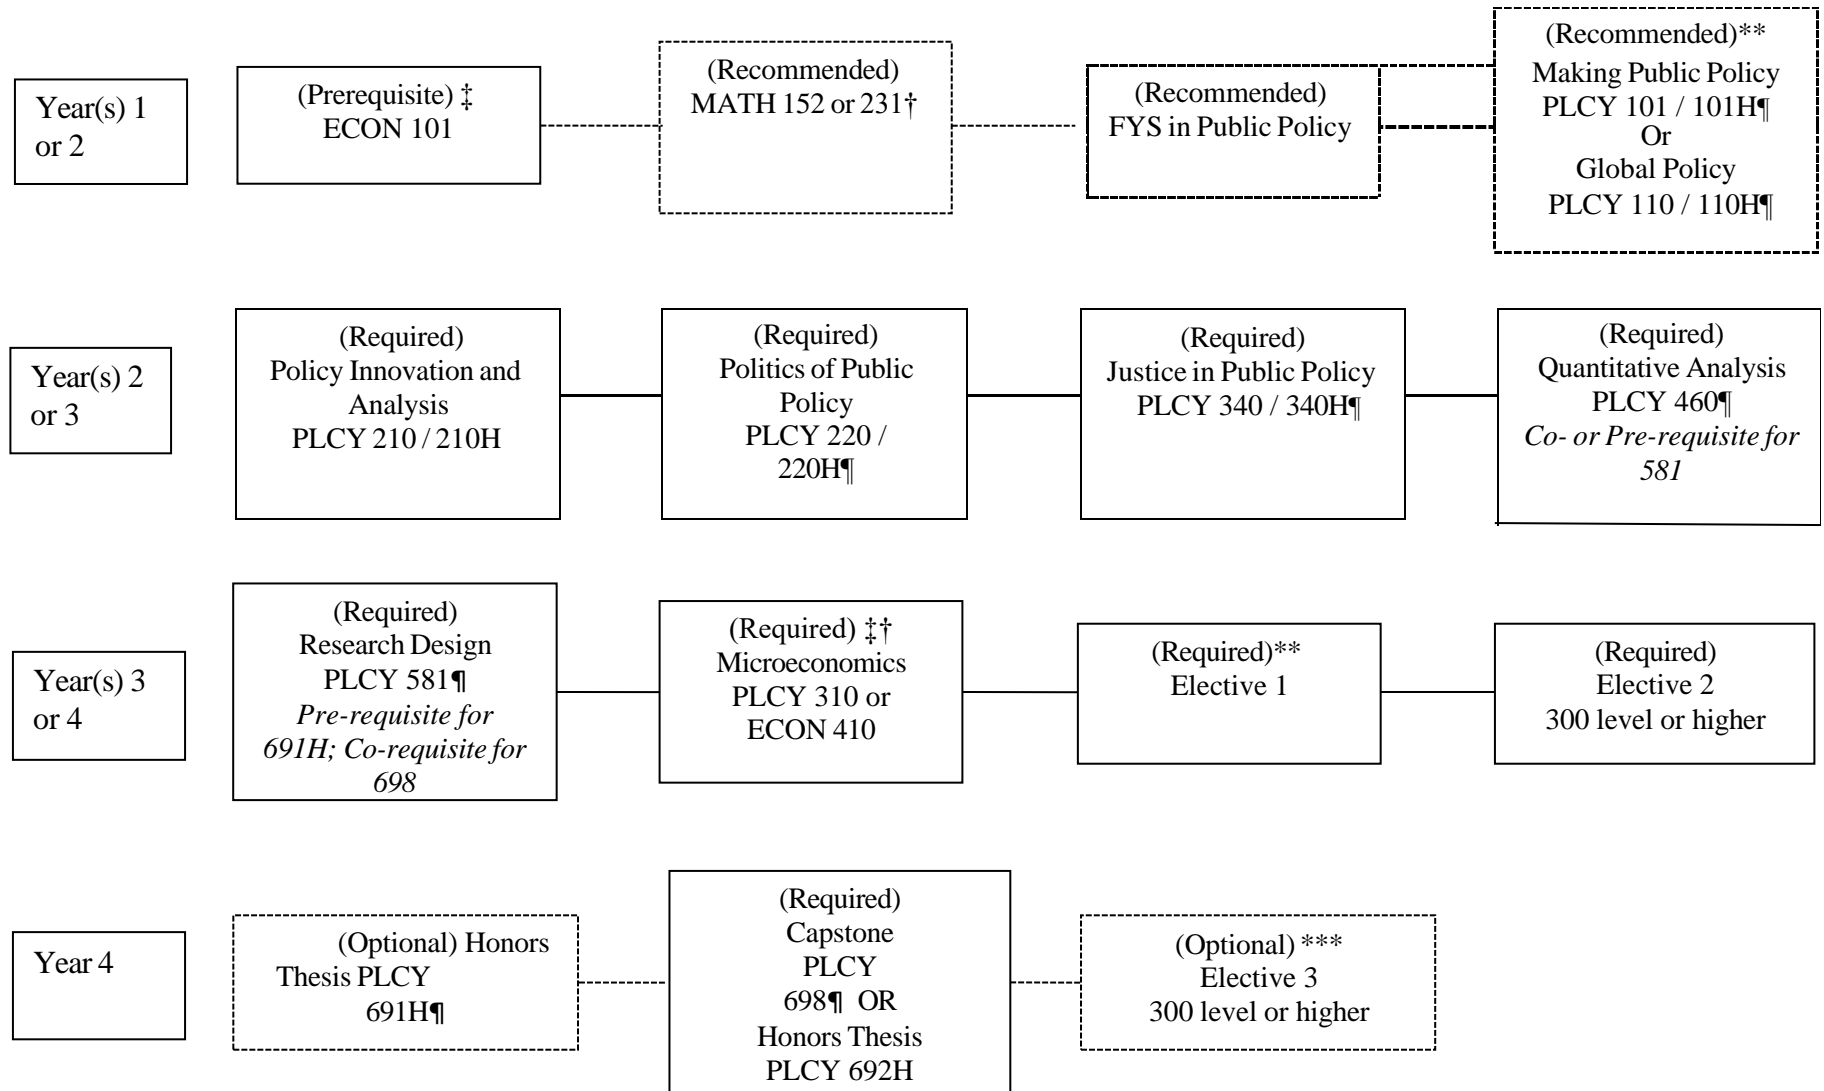 Year(s) 1
or 2
(Prerequisite) ‡
ECON 101
(Recommended)
MATH 152 or 231†
(Recommended)
FYS in Public Policy
(Recommended)**
Making Public Policy
PLCY 101 / 101H¶
Or
Global Policy
PLCY 110 / 110H¶
Year(s) 2
or 3
(Required)
Policy Innovation and
Analysis
PLCY 210 / 210H
(Required)
Politics of Public
Policy
PLCY 220 /
220H¶
(Required)
Justice in Public Policy
PLCY 340 / 340H¶
(Required)
Quantitative Analysis
PLCY 460¶
Co- or Pre-requisite for
581
Year(s) 3
or 4
(Required)
Research Design
PLCY 581¶
Pre-requisite for
691H; Co-requisite for
698
(Required) ‡†
Microeconomics
PLCY 310 or
ECON 410
(Required)**
Elective 1
(Required)
Elective 2
300 level or higher
Year 4
(Optional) Honors
Thesis PLCY
691H¶
(Required)
Capstone
PLCY
698¶ OR
Honors Thesis
PLCY 692H
(Optional) ***
Elective 3
300 level or higher